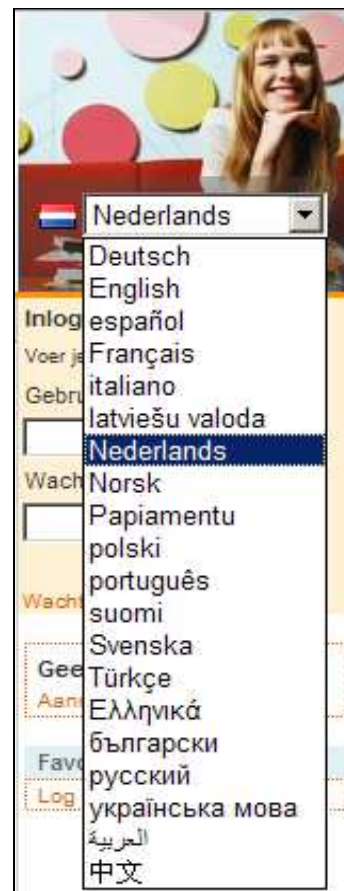 Nederlands
Deutsch
English
español
Inlog
Français
Voer je
italiano
Gebru
latviešu valoda
Nederlands
Wach
Norsk
Papiamentu
polski
português
Wacht
suomi
Svenska
Gee
Türkçe
Aan
Ελληνικά
български
Favo
русский
Log
українська мова
العربية
中文